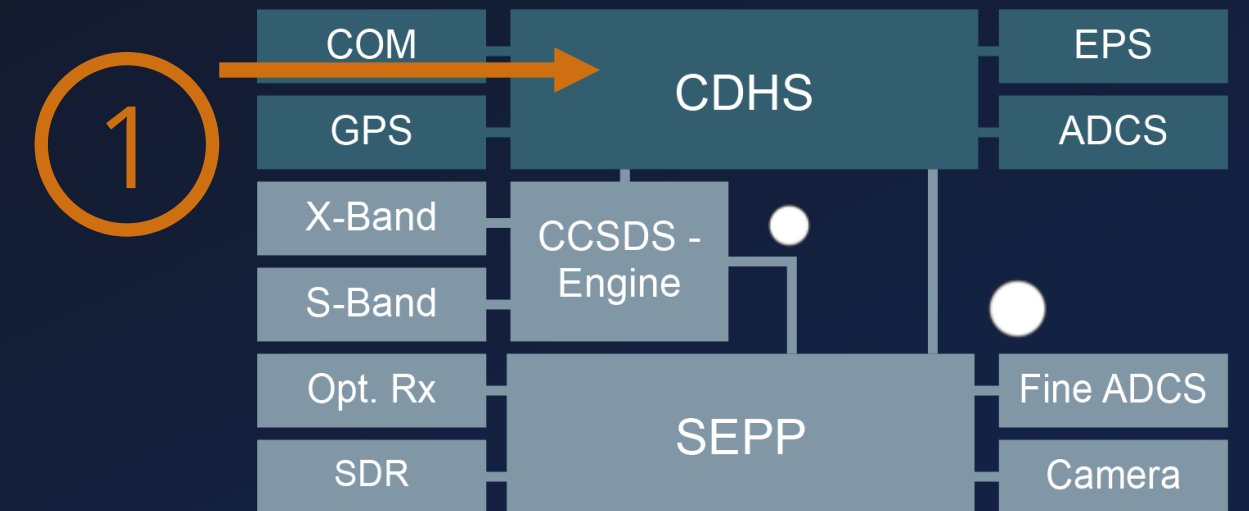 COM
CDHS
EPS
1
GPS
ADCS
X-Band
CCSDS -
Engine
S-Band
Opt. Rx
SEPP
Fine ADCS
SDR
Camera